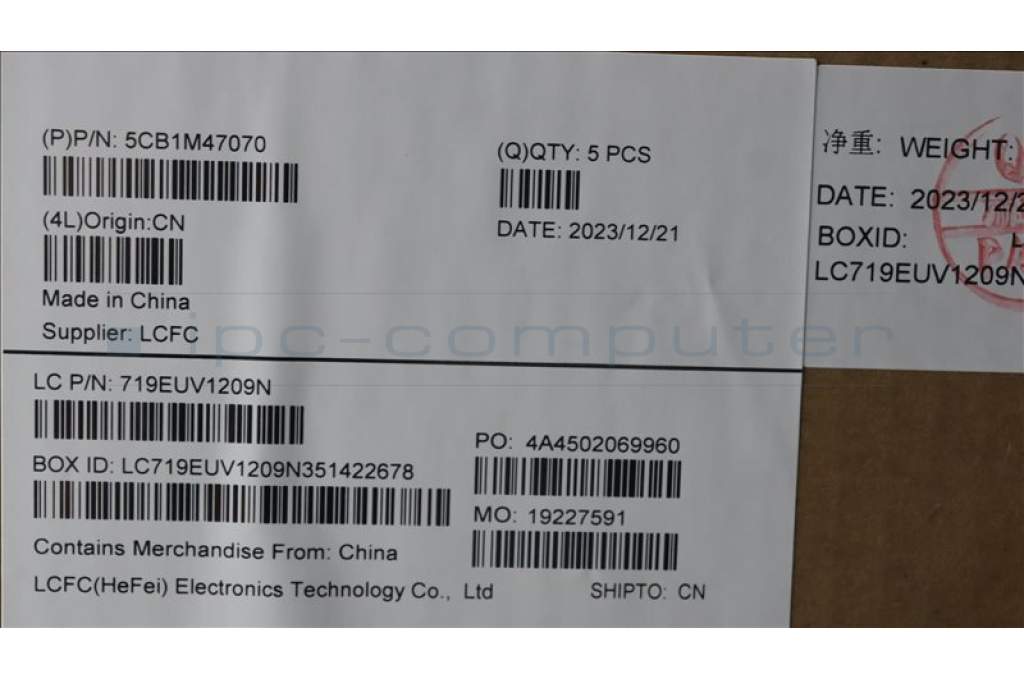 (P)P/N: 5CB1M47070
(Q)QTY: 5 PCS
(4L)Origin:CN
DATE: 2023/12/21
Made in China
Supplier: LCFC
ipc-computer
LC P/N: 719EUV1209N
PO: 4A4502069960
BOX ID: LC719EUV1209N351422678
MO: 19227591
Contains Merchandise From: China
LCFC(HeFei) Electronics Technology Co., Ltd
SHIPTO: CN
净重: WEIGHT:
DATE: 2023/12/2
BOXID:
LC719EUV1209N